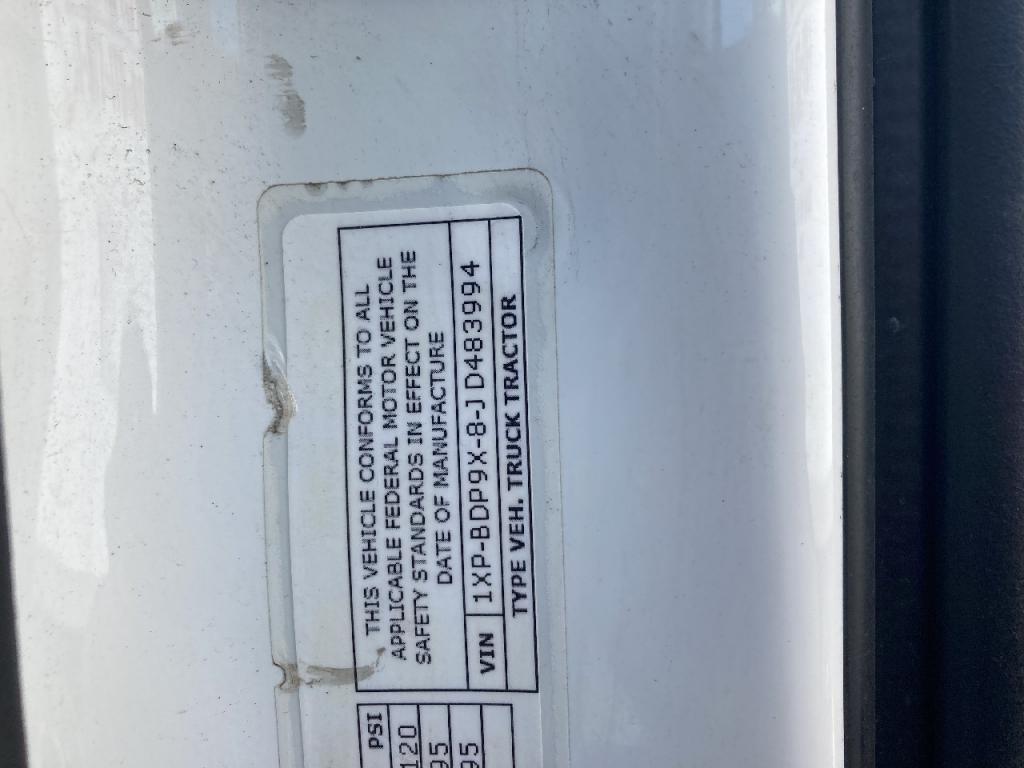 PSI
120
95
95
THIS VEHICLE CONFORMS TO ALL
APPLICABLE FEDERAL MOTOR VEHICLE
SAFETY STANDARDS IN EFFECT ON THE
DATE OF MANUFACTURE
VIN 1XP-BDP9X-8-JD483994
TYPE VEH. TRUCK TRACTOR